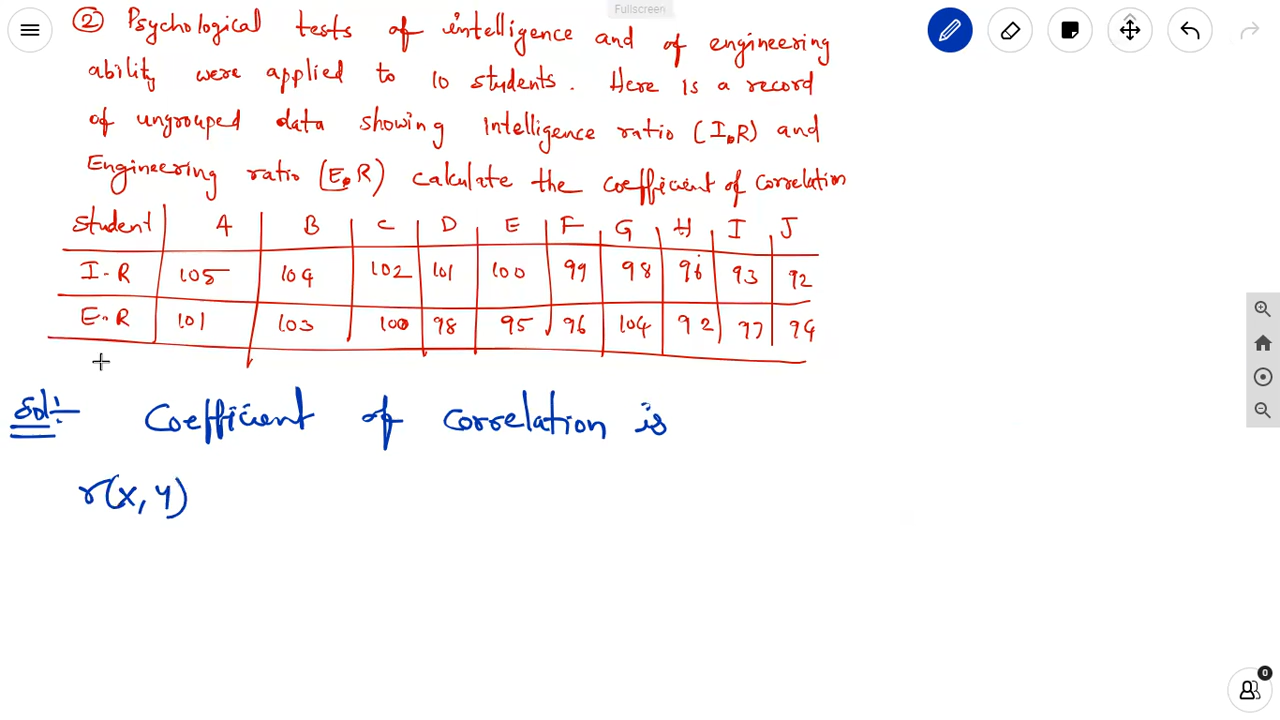 Fullscreen
② Psychological tests of intelligence and of engineering
ability were applied to 10 students. Here is a record
of ungrouped data showing Intelligence ratio (I.R) and
Engineering ratio (E.R) calculate the coefficient of correlation
Student A B C D E F G H I J
I-R 105 104 102 101 100 99 98 96 93 92
E.R 101 103 100 98 95 96 104 92 97 94
Sol:- Coefficient of correlation is
r(x, y)
0